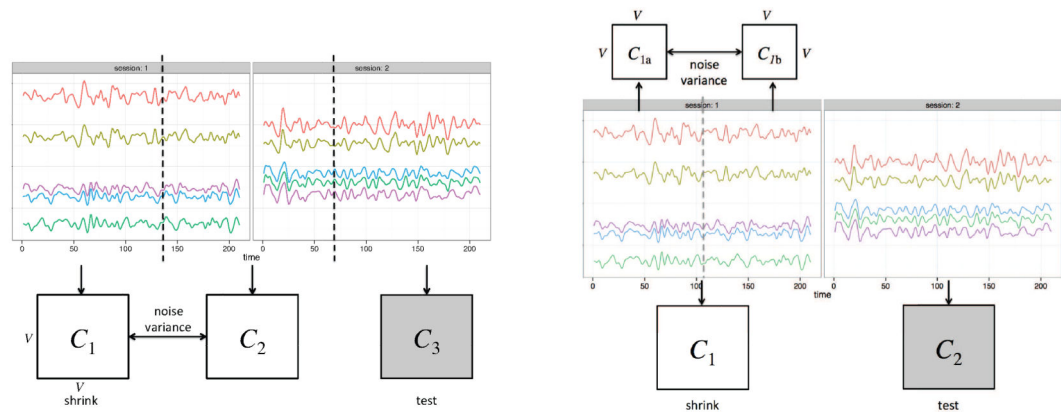 session: 1
session: 2
0 50 100 150 200
0 50 100 150 200
time
C1
noise
variance
C2
C3
V
V
shrink
test
V
V
V
C1a
noise
variance
C1b
V
session: 1
session: 2
0 50 100 150 200
0 50 100 150 200
time
C1
C2
shrink
test